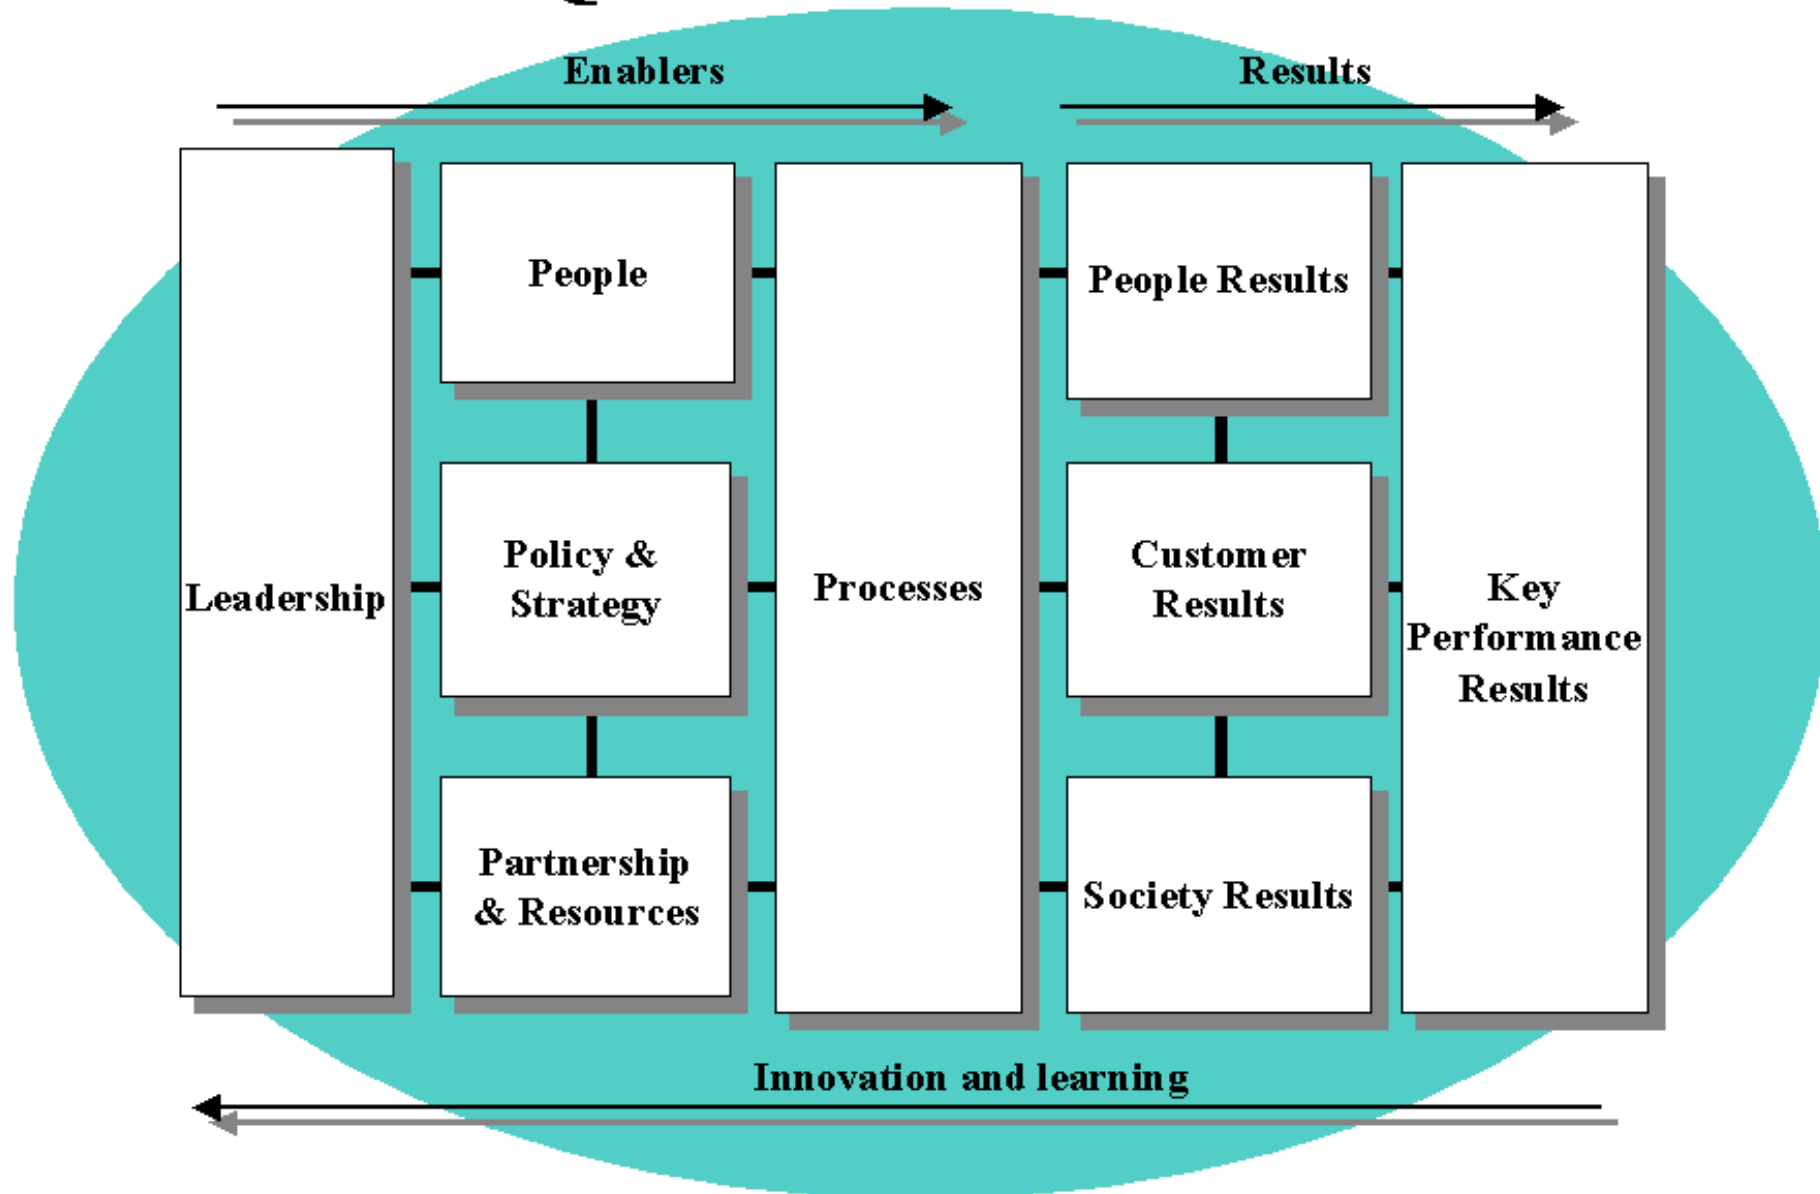 Enablers
Results
Leadership
People
Policy &
Strategy
Partnership
& Resources
Processes
People Results
Customer
Results
Society Results
Key
Performance
Results
Innovation and learning